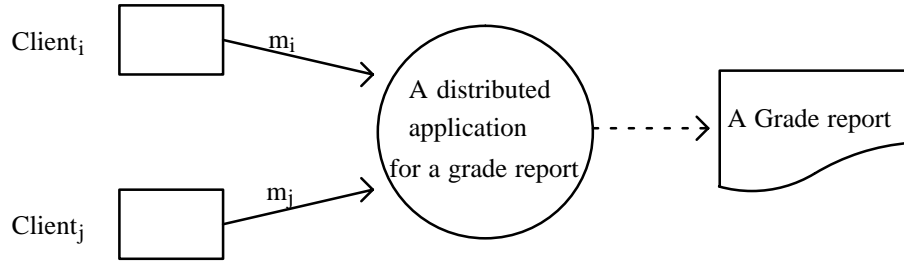 Client_i
m_i
A distributed
application
for a grade report
A Grade report
m_j
Client_j